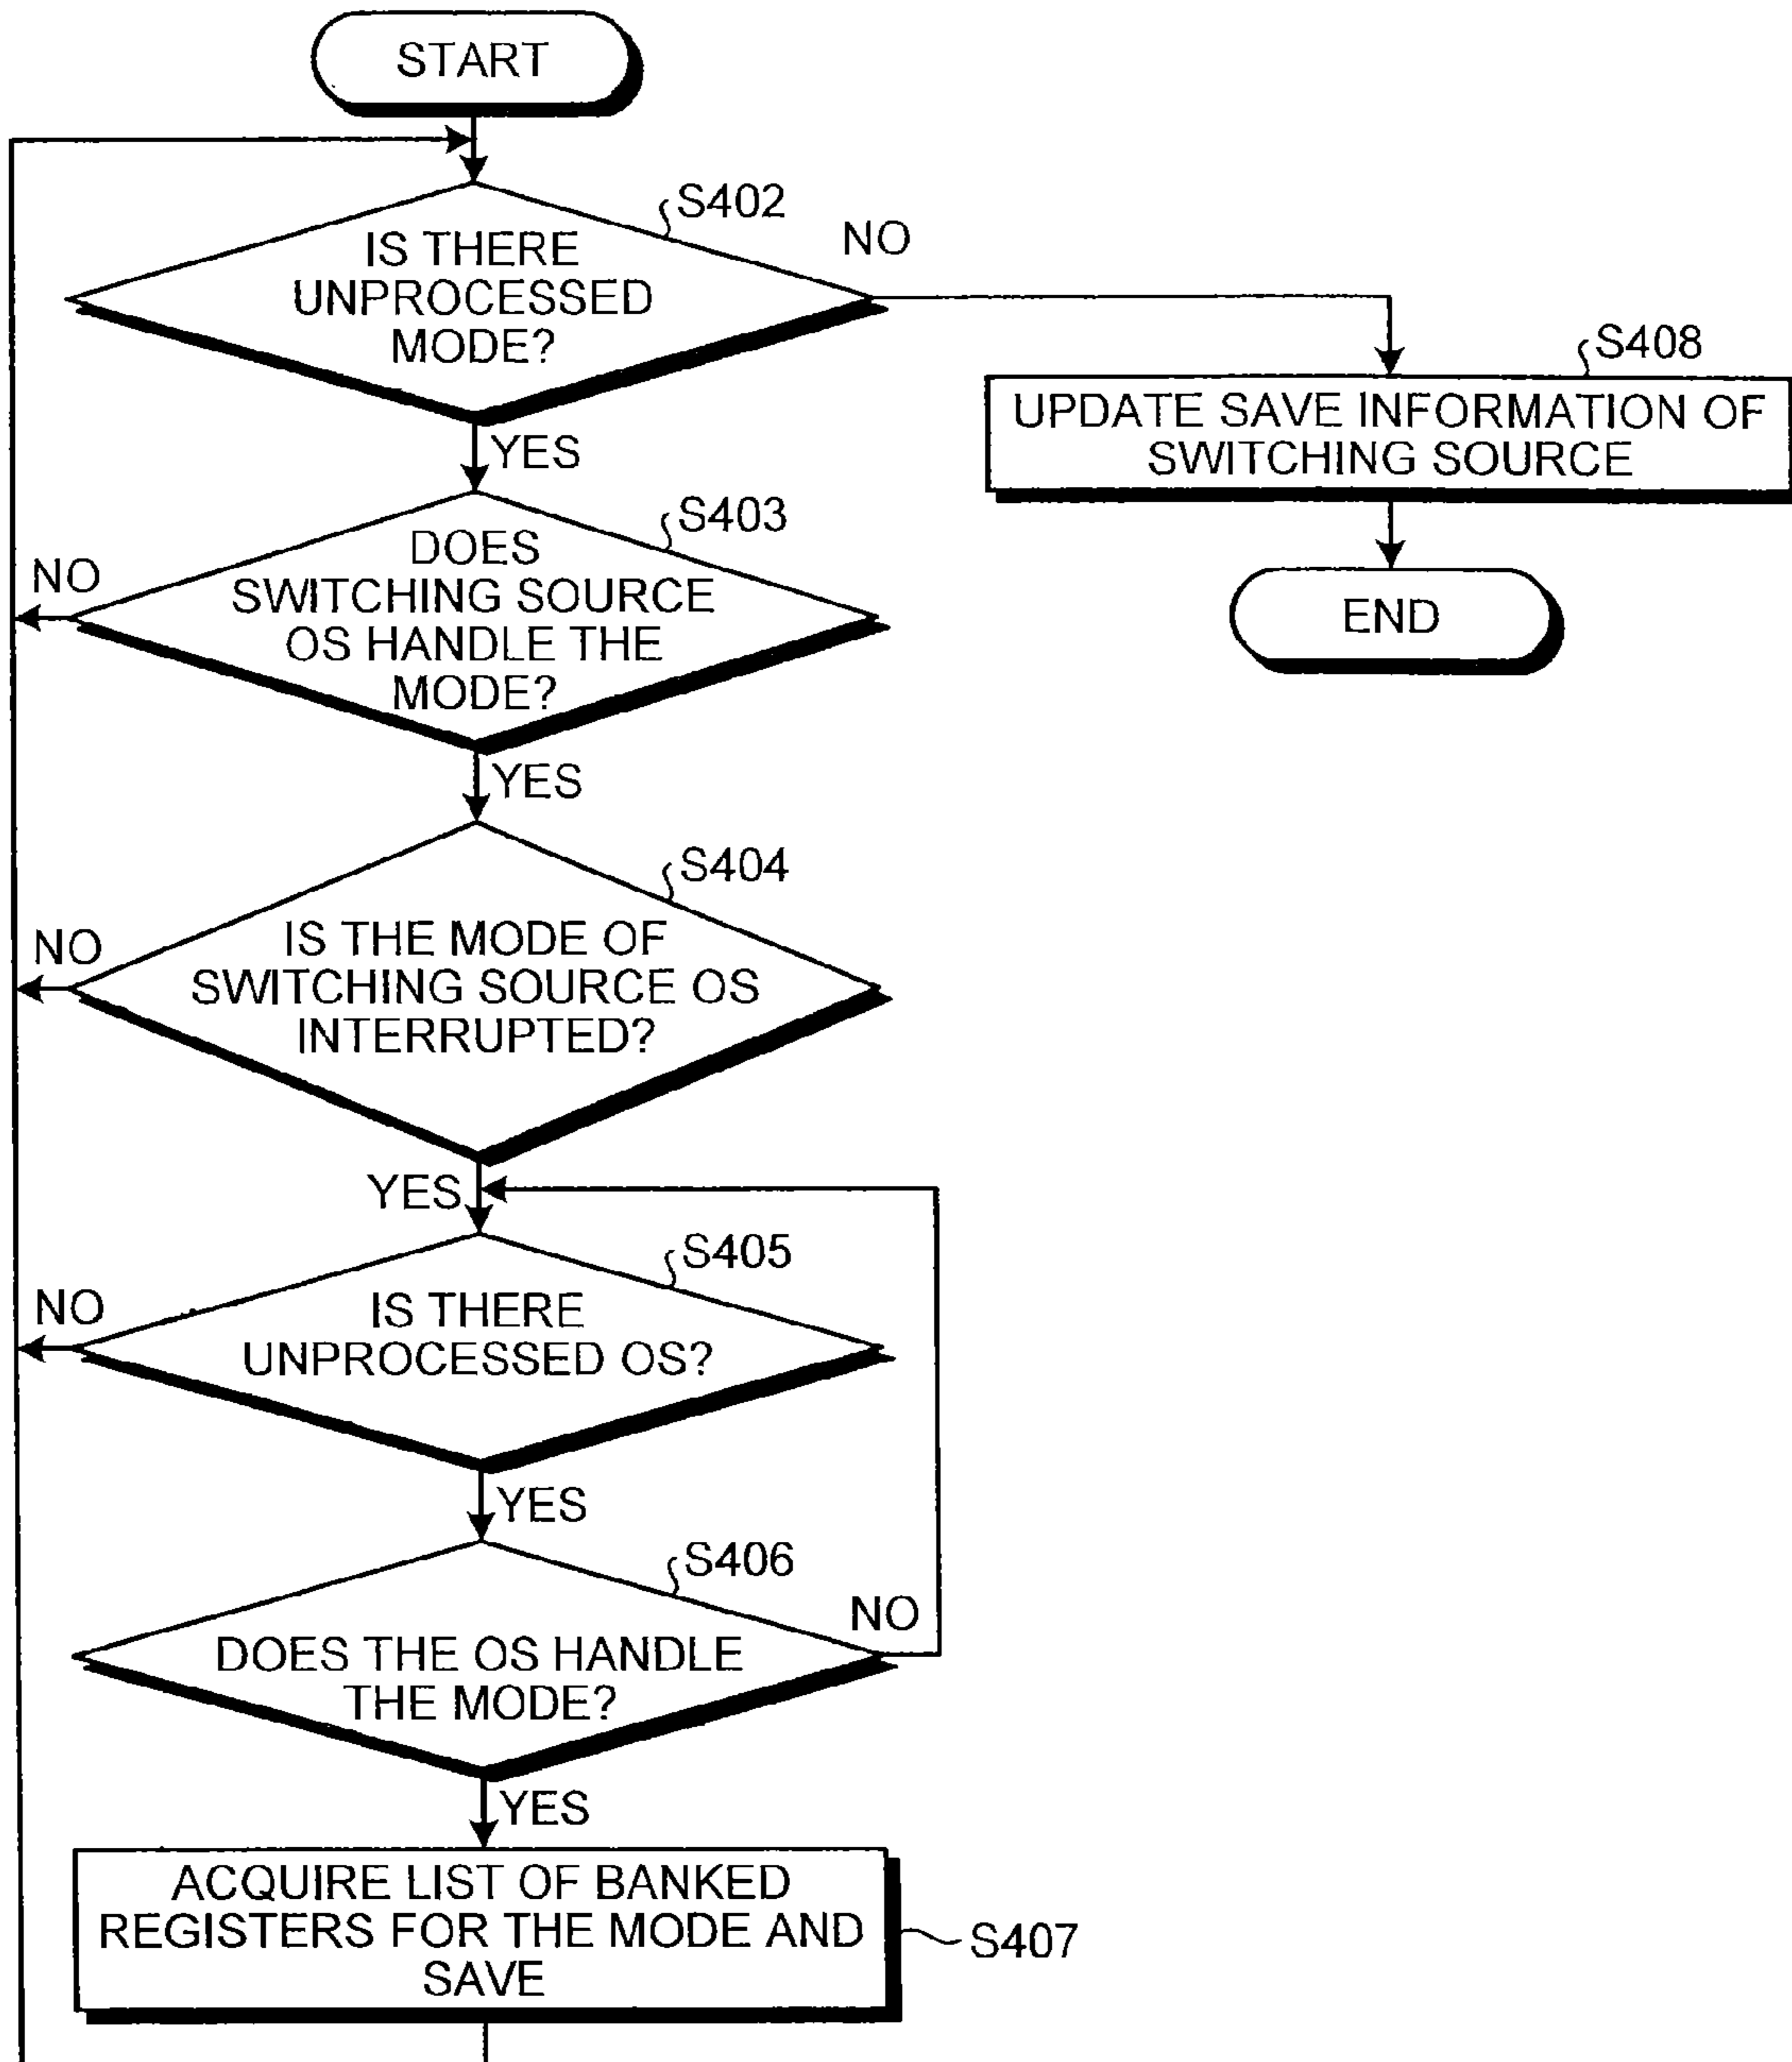 START
S402
IS THERE
UNPROCESSED
MODE?
NO
YES
S408
UPDATE SAVE INFORMATION OF
SWITCHING SOURCE
END
S403
DOES
SWITCHING SOURCE
OS HANDLE THE
MODE?
NO
YES
S404
IS THE MODE OF
SWITCHING SOURCE OS
INTERRUPTED?
NO
YES
S405
IS THERE
UNPROCESSED OS?
NO
YES
S406
DOES THE OS HANDLE
THE MODE?
NO
YES
ACQUIRE LIST OF BANKED
REGISTERS FOR THE MODE AND
SAVE
S407